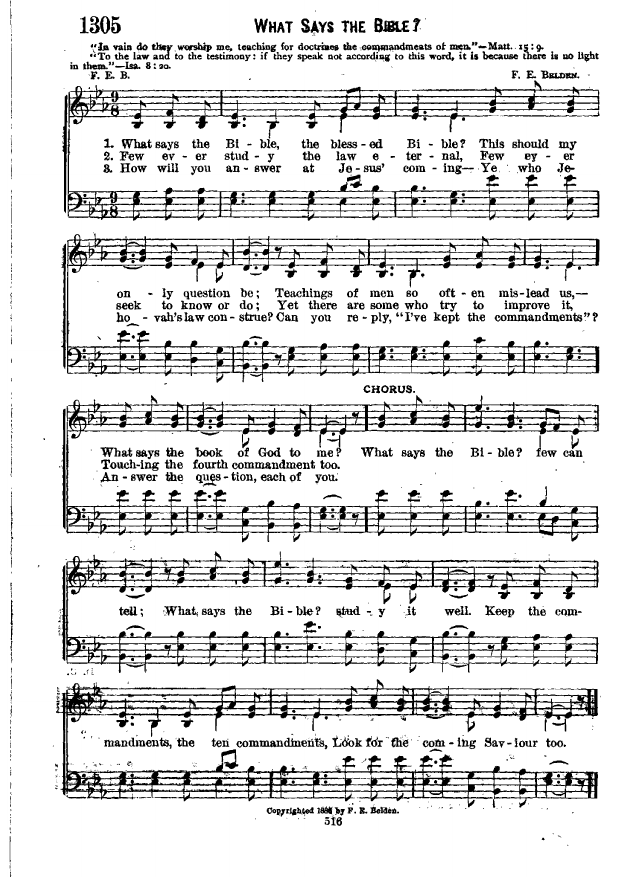 1305 WHAT SAYS THE BIBLE?
"In vain do they worship me, teaching for doctrines the commandments of men."—Matt. 15:9.
"To the law and to the testimony: if they speak not according to this word, it is because there is no light
in them."—Isa. 8:20.
F. E. B. F. E. BELDEN.
9 8
1. What says the Bi - ble, the bless - ed Bi - ble? This should my
2. Few ev - er stud - y the law e - ter - nal, Few ev - er
3. How will you an - swer at Je - sus' com - ing— Ye who Je-
on - ly question be; Teachings of men so oft - en mis - lead us,—
seek to know or do; Yet there are some who try to improve it,
ho - vah's law con - strue? Can you re - ply, "I've kept the commandments"?
CHORUS.
What says the book of God to me? What says the Bi - ble? few can
Touch-ing the fourth commandment too.
An - swer the ques - tion, each of you.
tell; What says the Bi - ble? stud - y it well. Keep the com-
mandments, the ten commandments, Look for the com - ing Sav - iour too.
Copyrighted by F. E. Belden.
516